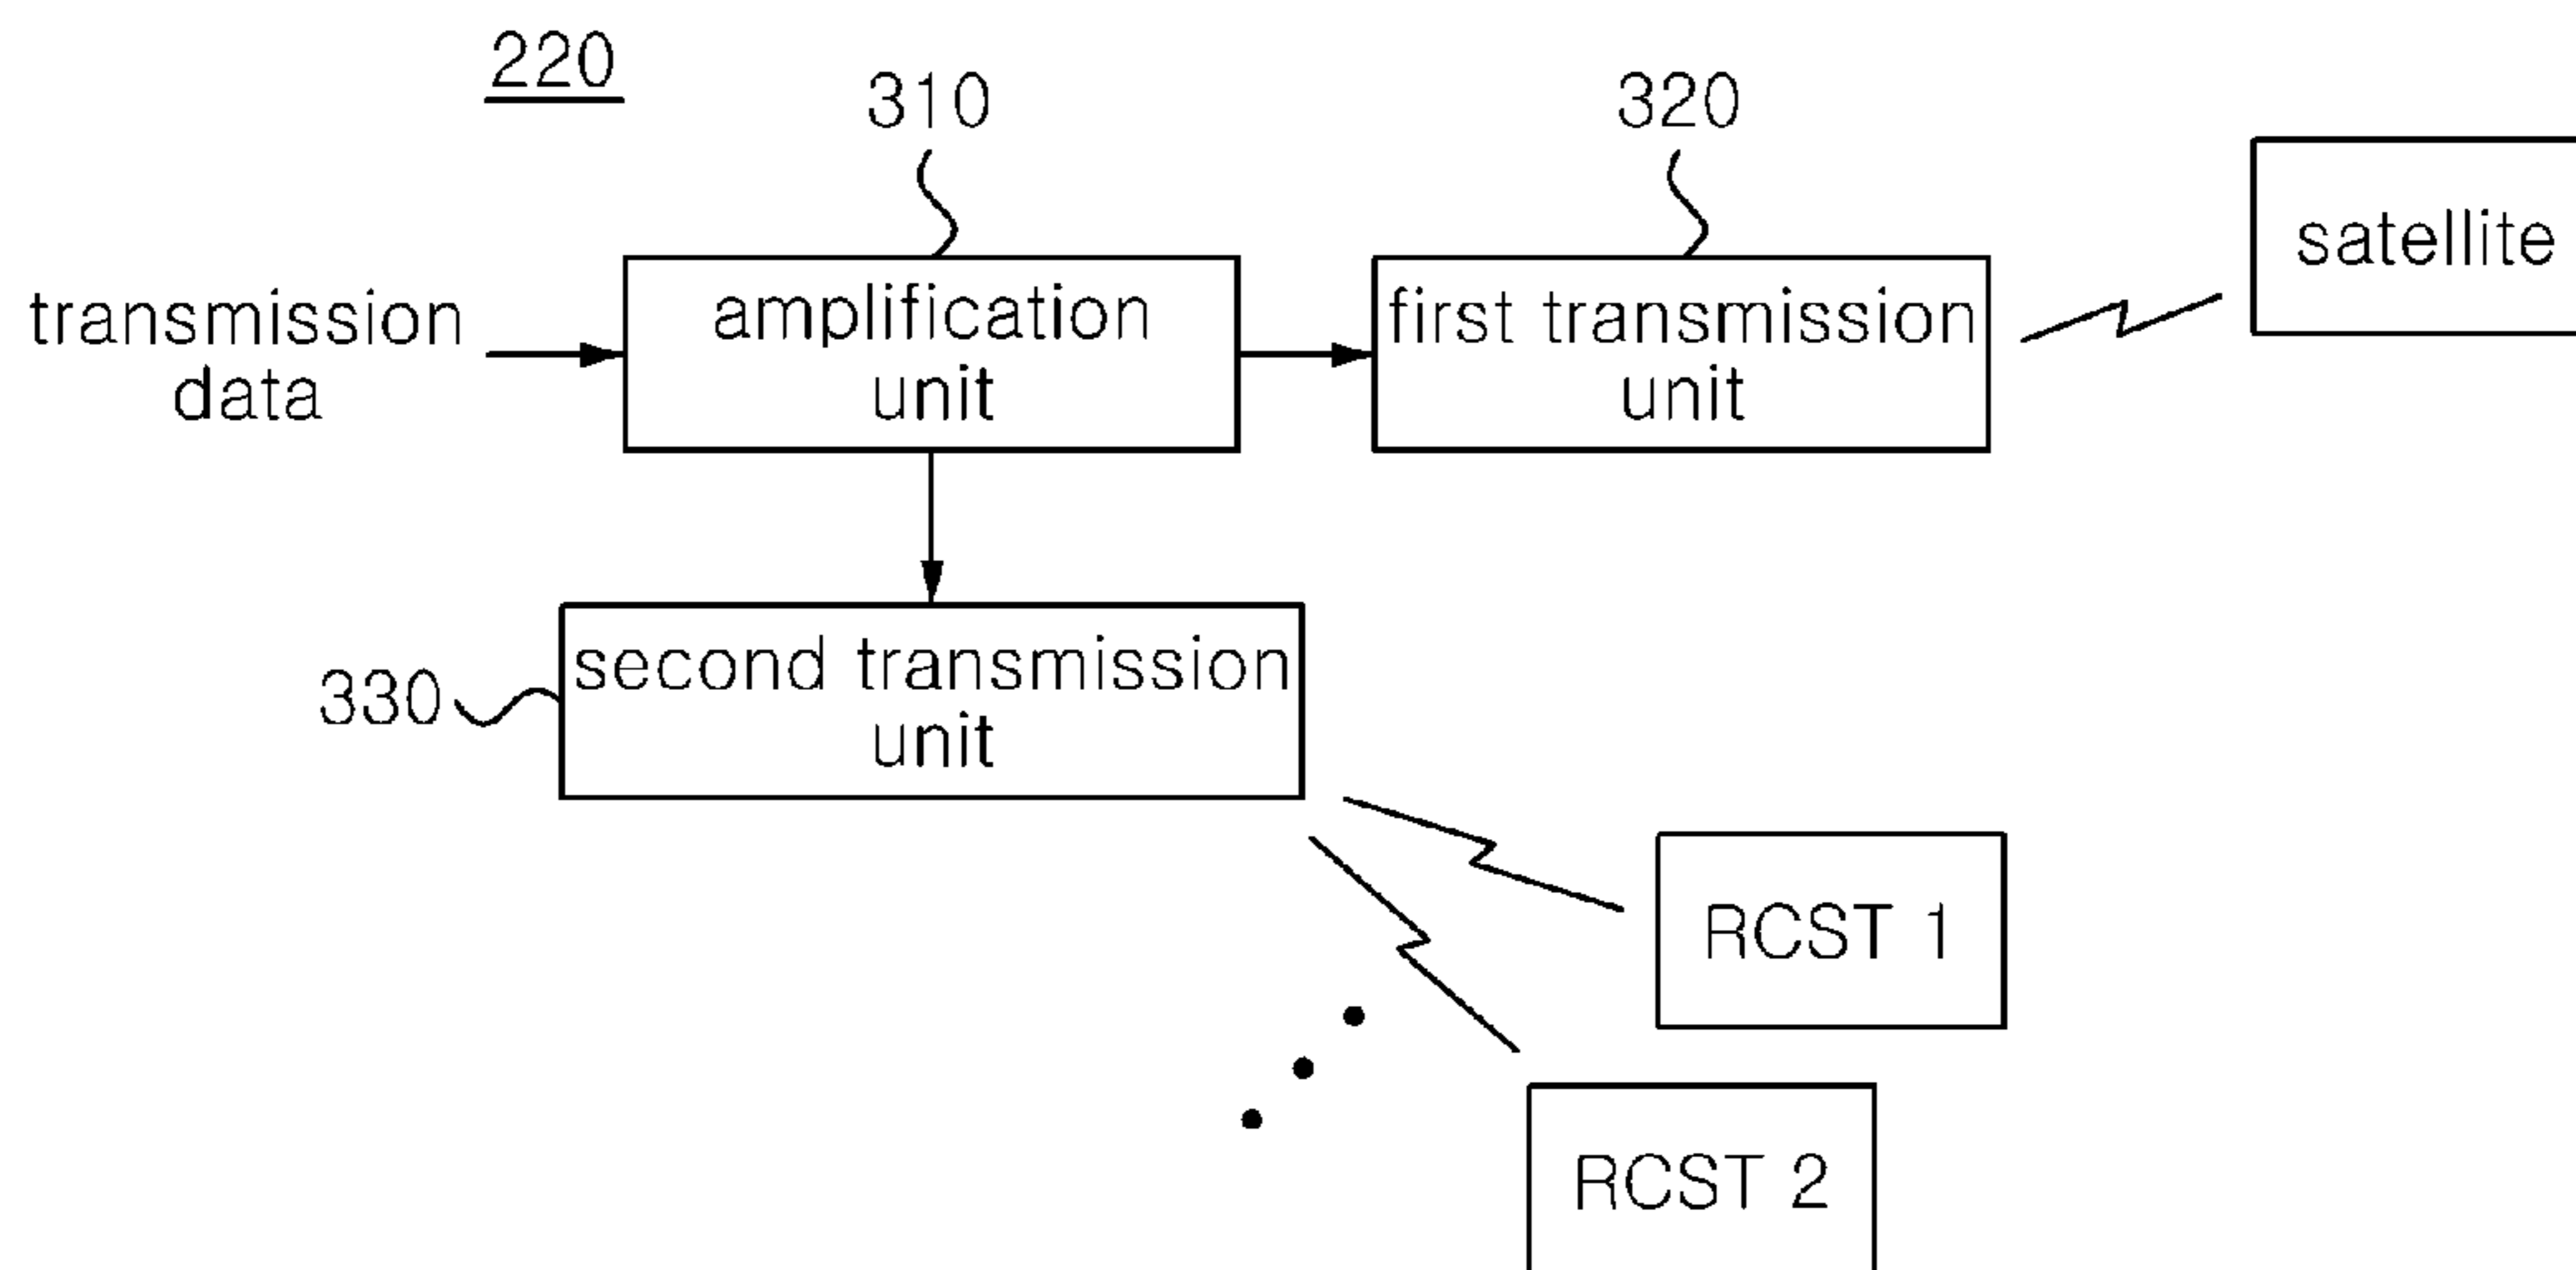 220
310
320
satellite
transmission
data
amplification
unit
first transmission
unit
330
second transmission
unit
RCST 1
RCST 2